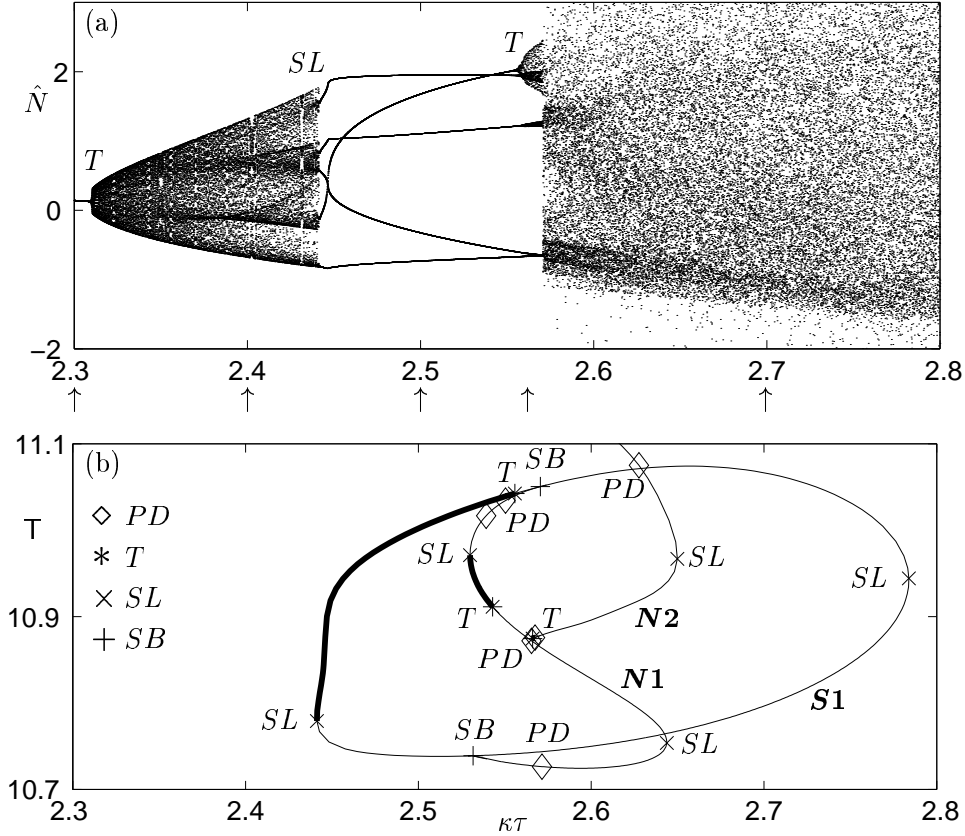 (a)
T
SL
T
2
N̂
0
−2
2.3 2.4 2.5 2.6 2.7 2.8
11.1
(b)
T SB
PD
PD
T
◇ PD
* T
× SL
+ SB
SL
SL
SL
10.9
T
T
PD
N2
N1
S1
SL
SB
PD
SL
10.7
2.3 2.4 2.5 2.6 2.7 2.8
κτ